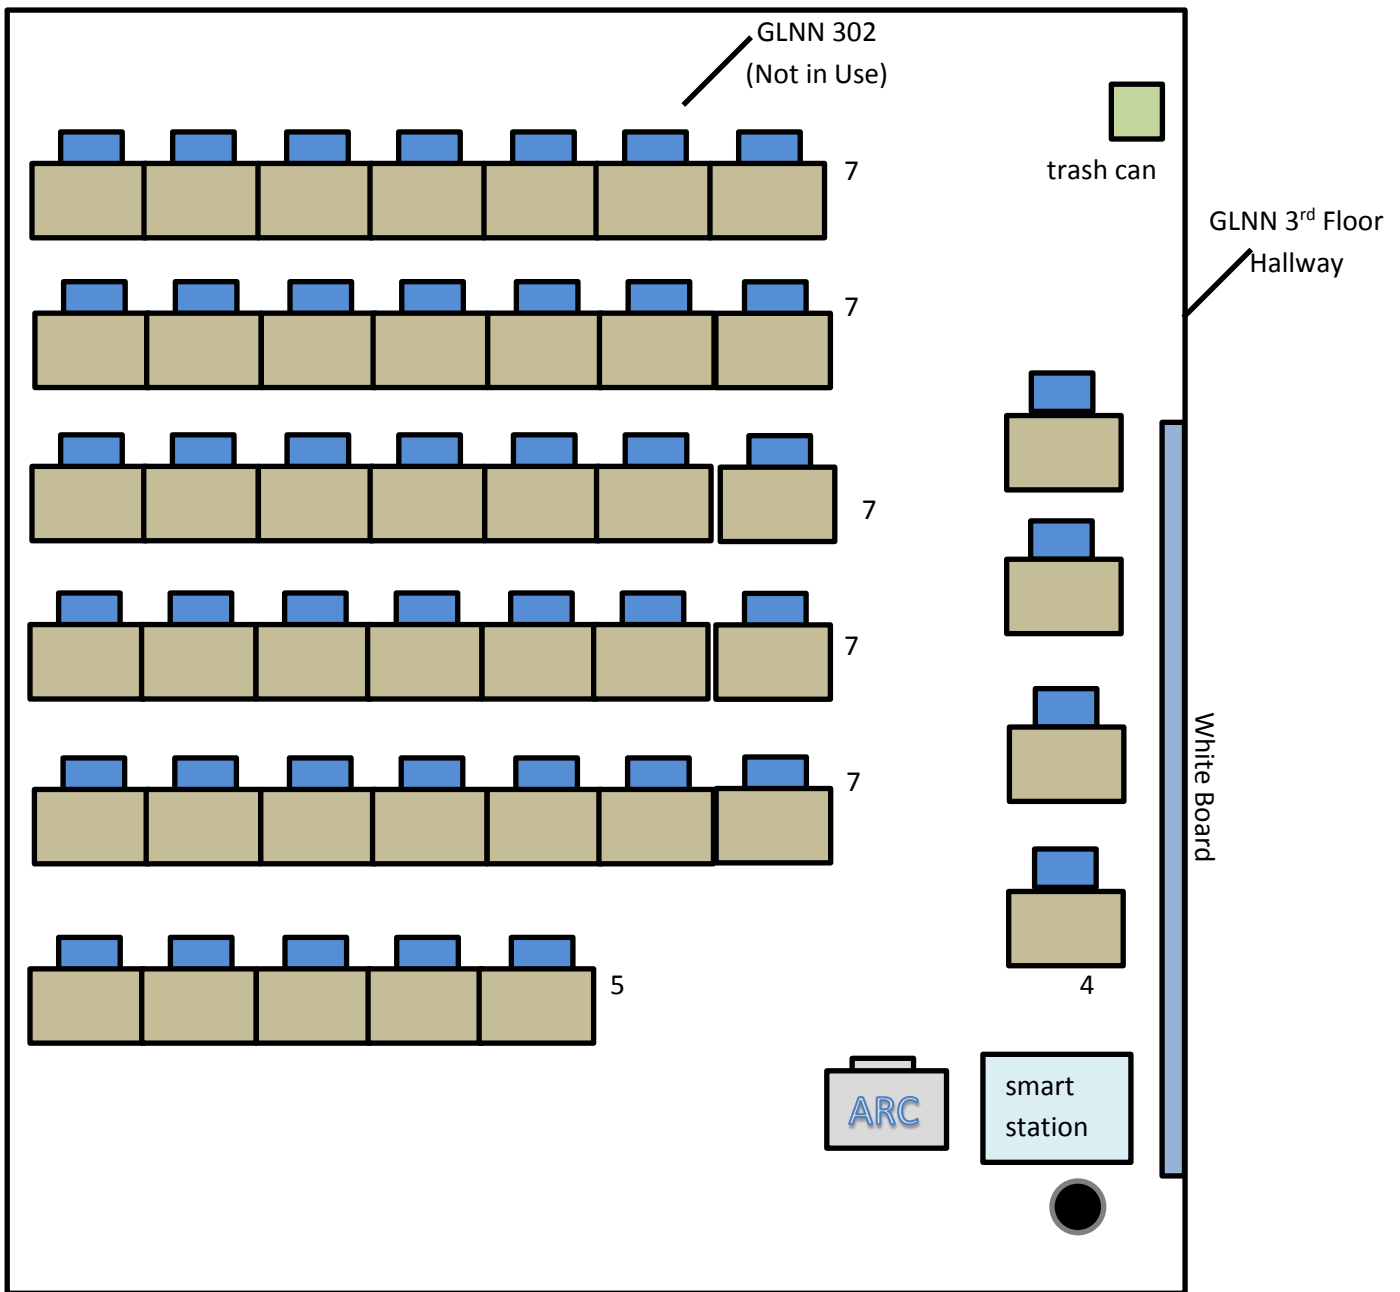 GLNN 302
(Not in Use)
trash can
7
GLNN 3rd Floor
Hallway
7
7
7
White Board
7
5
4
smart
station
ARC